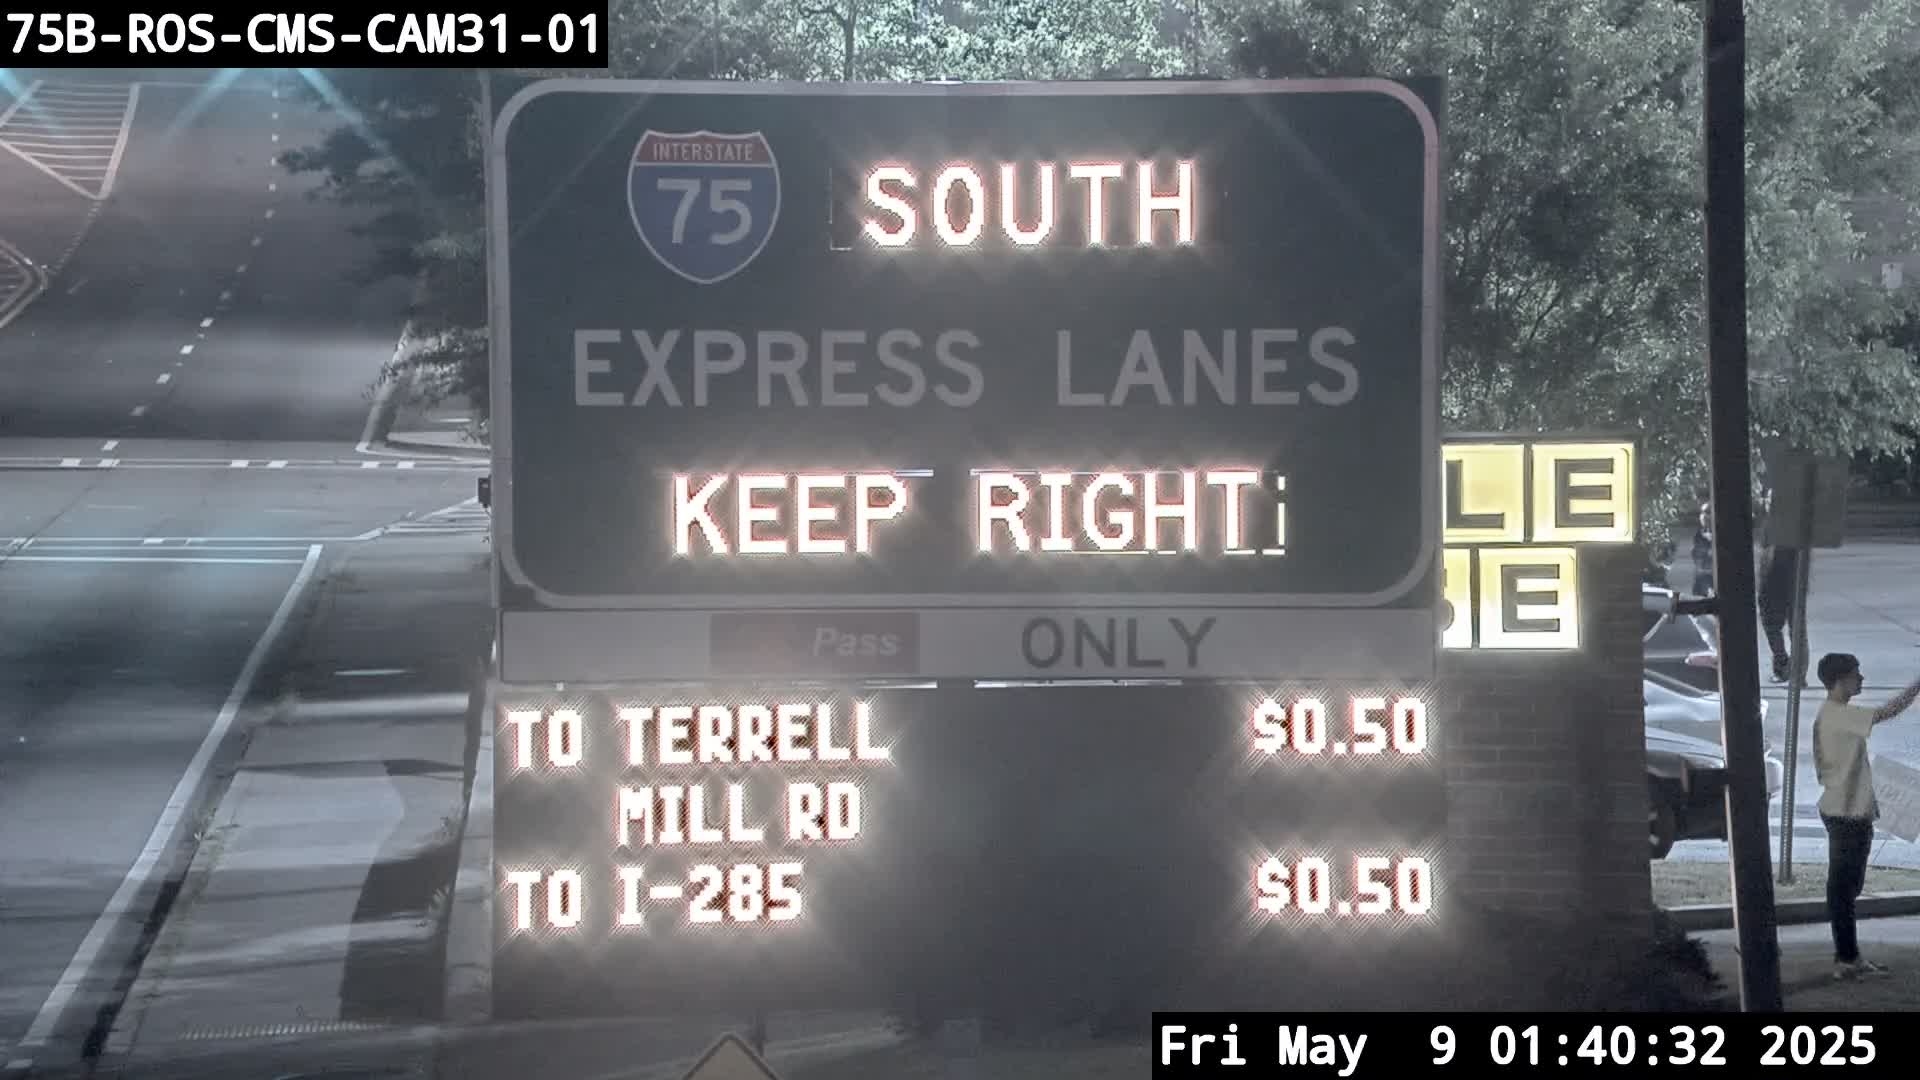 75B-ROS-CMS-CAM31-01
INTERSTATE
75
SOUTH
EXPRESS LANES
KEEP RIGHT
Pass ONLY
TO TERRELL $0.50
MILL RD
TO I-285 $0.50
LE
E
Fri May 9 01:40:32 2025